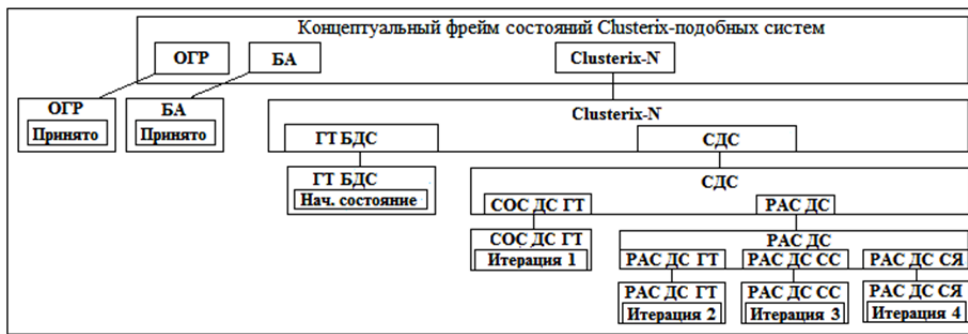 Концептуальный фрейм состояний Clusterix-подобных систем
ОГР БА Clusterix-N
ОГР БА
Принято Принято
Clusterix-N
ГТ БДС СДС
ГТ БДС
Нач. состояние
СДС
СОС ДС ГТ РАС ДС
СОС ДС ГТ
Итерация 1
РАС ДС
РАС ДС ГТ РАС ДС СС РАС ДС СЯ
РАС ДС ГТ РАС ДС СС РАС ДС СЯ
Итерация 2 Итерация 3 Итерация 4